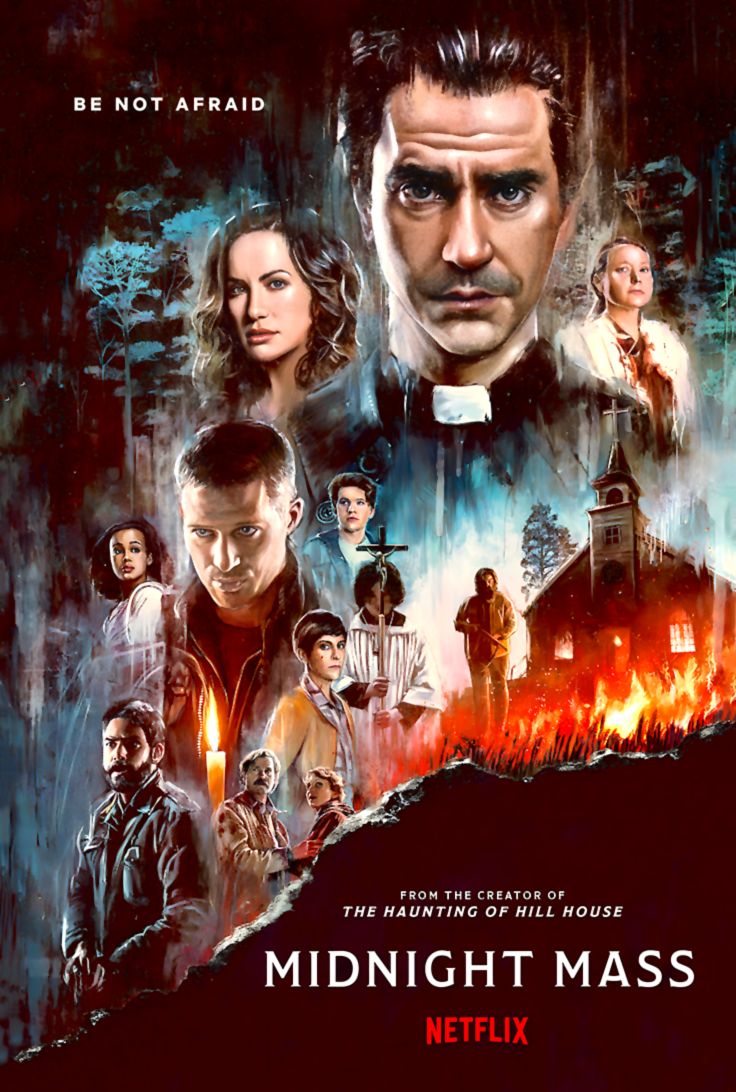 BE NOT AFRAID
FROM THE CREATOR OF
THE HAUNTING OF HILL HOUSE
MIDNIGHT MASS
NETFLIX